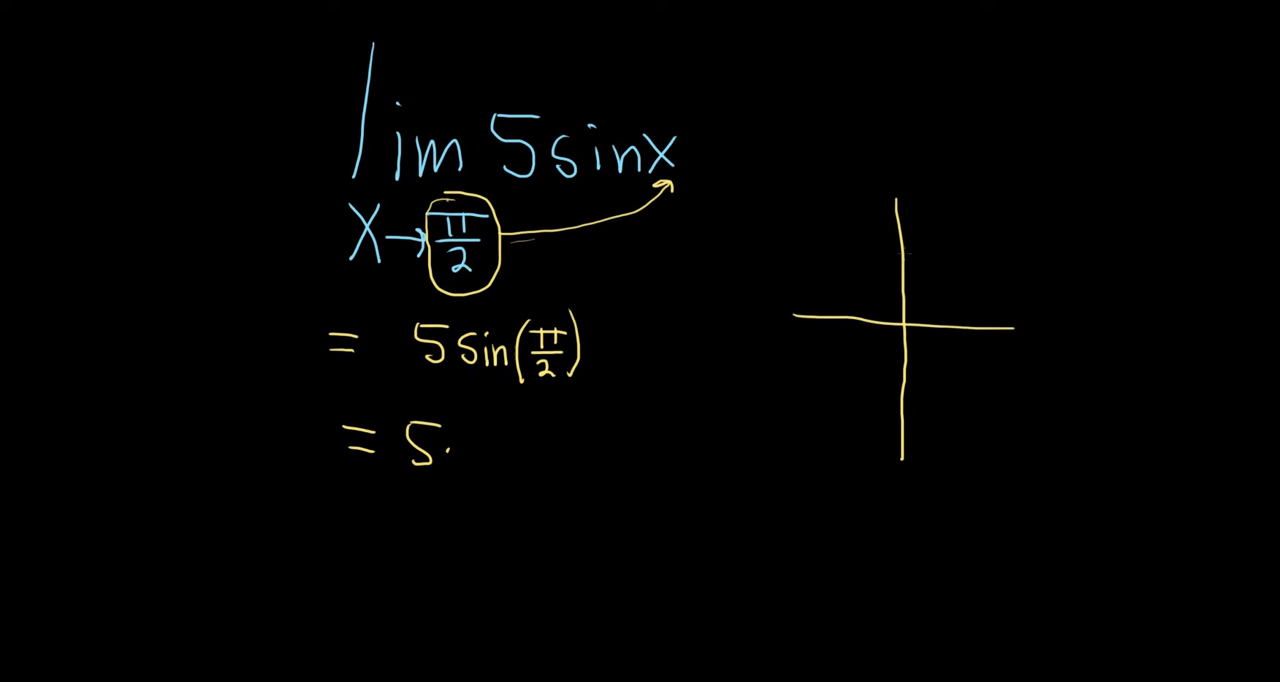 lim 5sinx
x→π/2
= 5sin(π/2)
= 5·